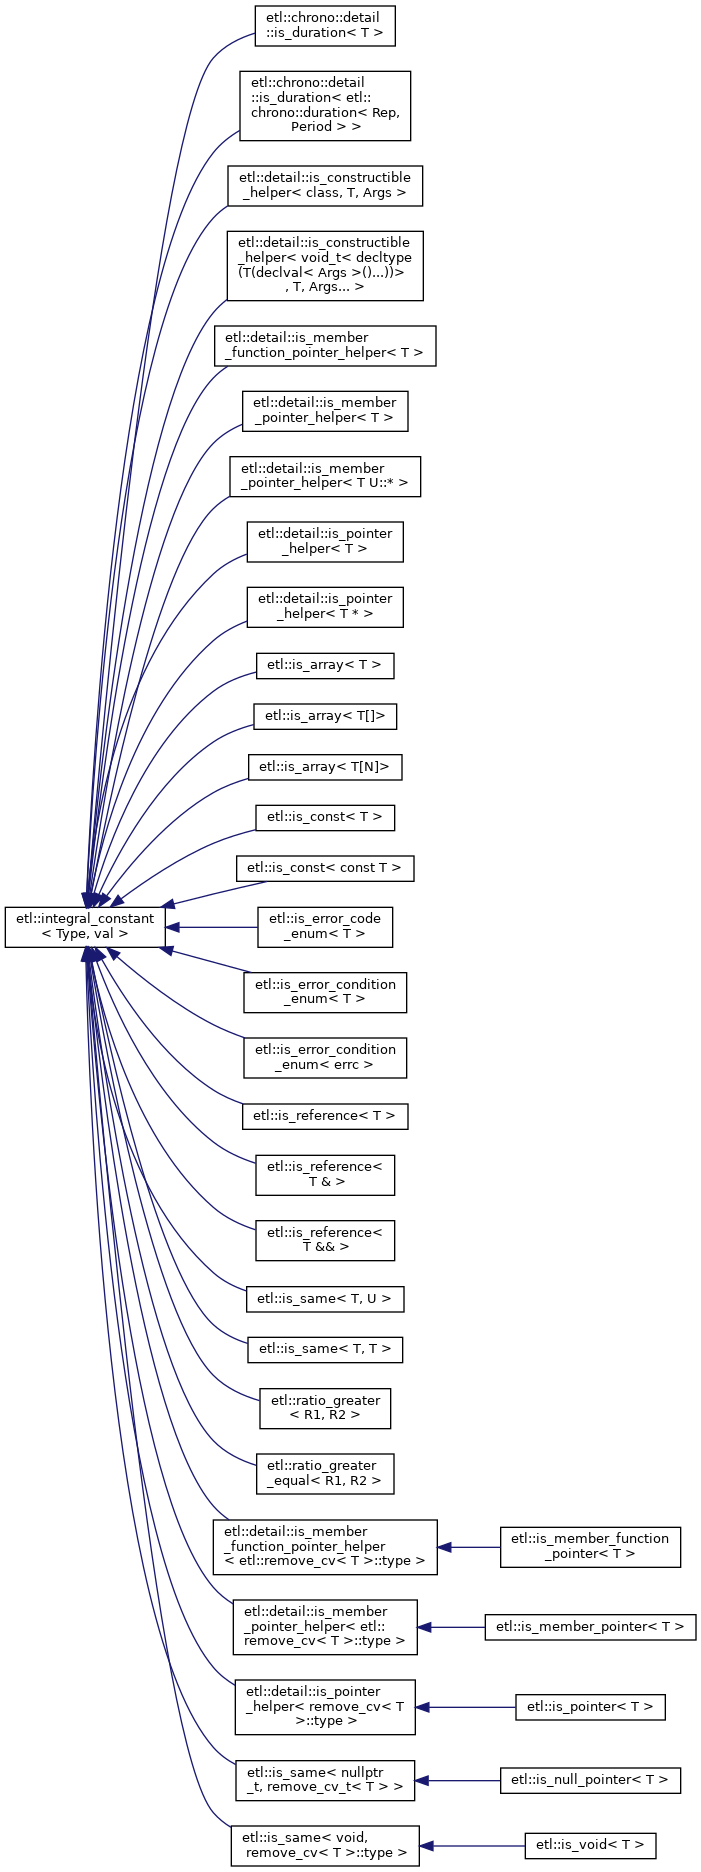 etl::chrono::detail
::is_duration< T >
etl::chrono::detail
::is_duration< etl::
chrono::duration< Rep,
Period > >
etl::detail::is_constructible
_helper< class, T, Args >
etl::detail::is_constructible
_helper< void_t< decltype
(T(declval< Args >()...))>
, T, Args... >
etl::detail::is_member
_function_pointer_helper< T >
etl::detail::is_member
_pointer_helper< T >
etl::detail::is_member
_pointer_helper< T U::* >
etl::detail::is_pointer
_helper< T >
etl::detail::is_pointer
_helper< T * >
etl::is_array< T >
etl::is_array< T[]>
etl::is_array< T[N]>
etl::is_const< T >
etl::is_const< const T >
etl::integral_constant
< Type, val >
etl::is_error_code
_enum< T >
etl::is_error_condition
_enum< T >
etl::is_error_condition
_enum< errc >
etl::is_reference< T >
etl::is_reference<
T & >
etl::is_reference<
T && >
etl::is_same< T, U >
etl::is_same< T, T >
etl::ratio_greater
< R1, R2 >
etl::ratio_greater
_equal< R1, R2 >
etl::detail::is_member
_function_pointer_helper
< etl::remove_cv< T >::type >
etl::is_member_function
_pointer< T >
etl::detail::is_member
_pointer_helper< etl::
remove_cv< T >::type >
etl::is_member_pointer< T >
etl::detail::is_pointer
_helper< remove_cv< T
>::type >
etl::is_pointer< T >
etl::is_same< nullptr
_t, remove_cv_t< T > >
etl::is_null_pointer< T >
etl::is_same< void,
remove_cv< T >::type >
etl::is_void< T >